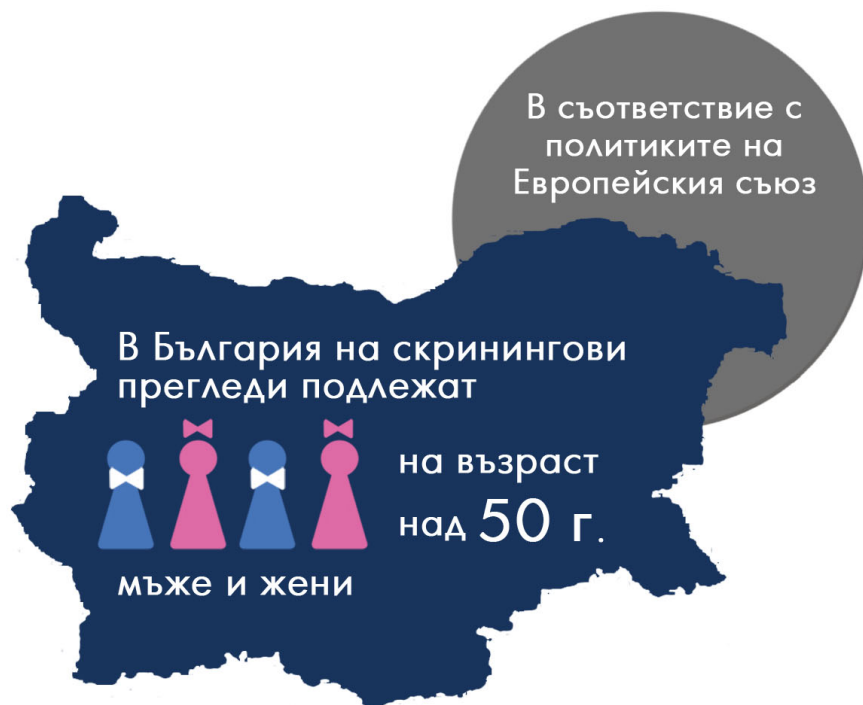 В съответствие с
политиките на
Европейския съюз
В България на скринингови
прегледи подлежат
на възраст
над 50 г.
мъже и жени